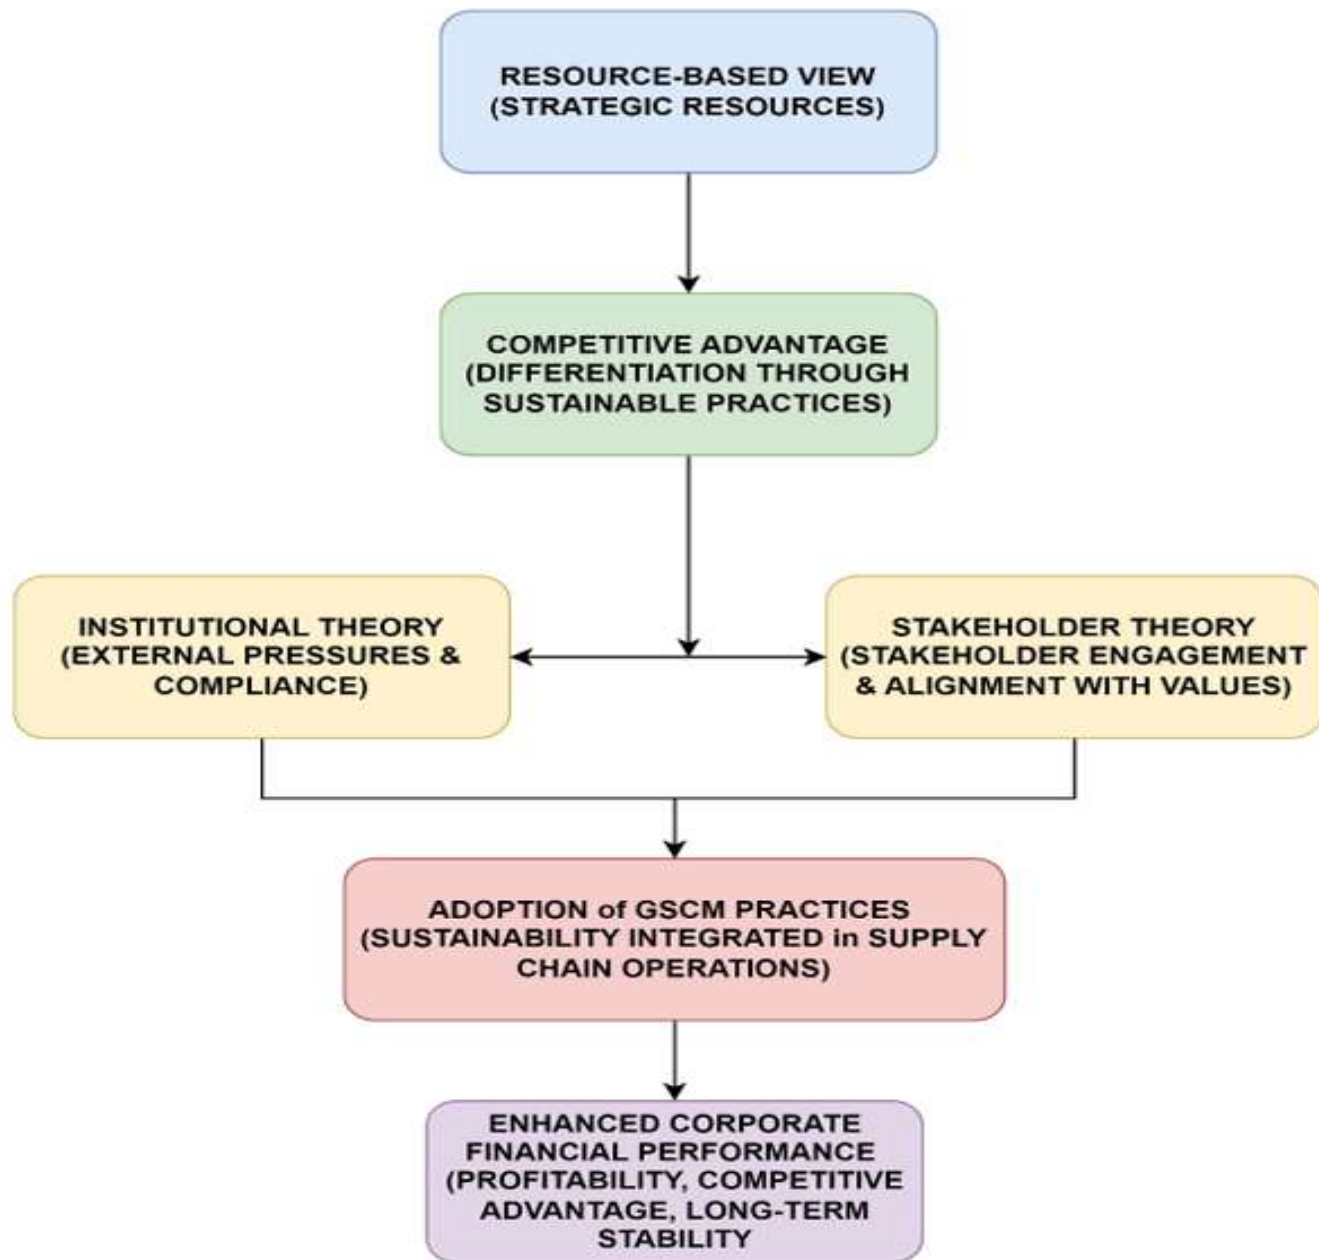 RESOURCE-BASED VIEW
(STRATEGIC RESOURCES)
COMPETITIVE ADVANTAGE
(DIFFERENTIATION THROUGH
SUSTAINABLE PRACTICES)
INSTITUTIONAL THEORY
(EXTERNAL PRESSURES &
COMPLIANCE)
STAKEHOLDER THEORY
(STAKEHOLDER ENGAGEMENT
& ALIGNMENT WITH VALUES)
ADOPTION of GSCM PRACTICES
(SUSTAINABILITY INTEGRATED in SUPPLY
CHAIN OPERATIONS)
ENHANCED CORPORATE
FINANCIAL PERFORMANCE
(PROFITABILITY, COMPETITIVE
ADVANTAGE, LONG-TERM
STABILITY